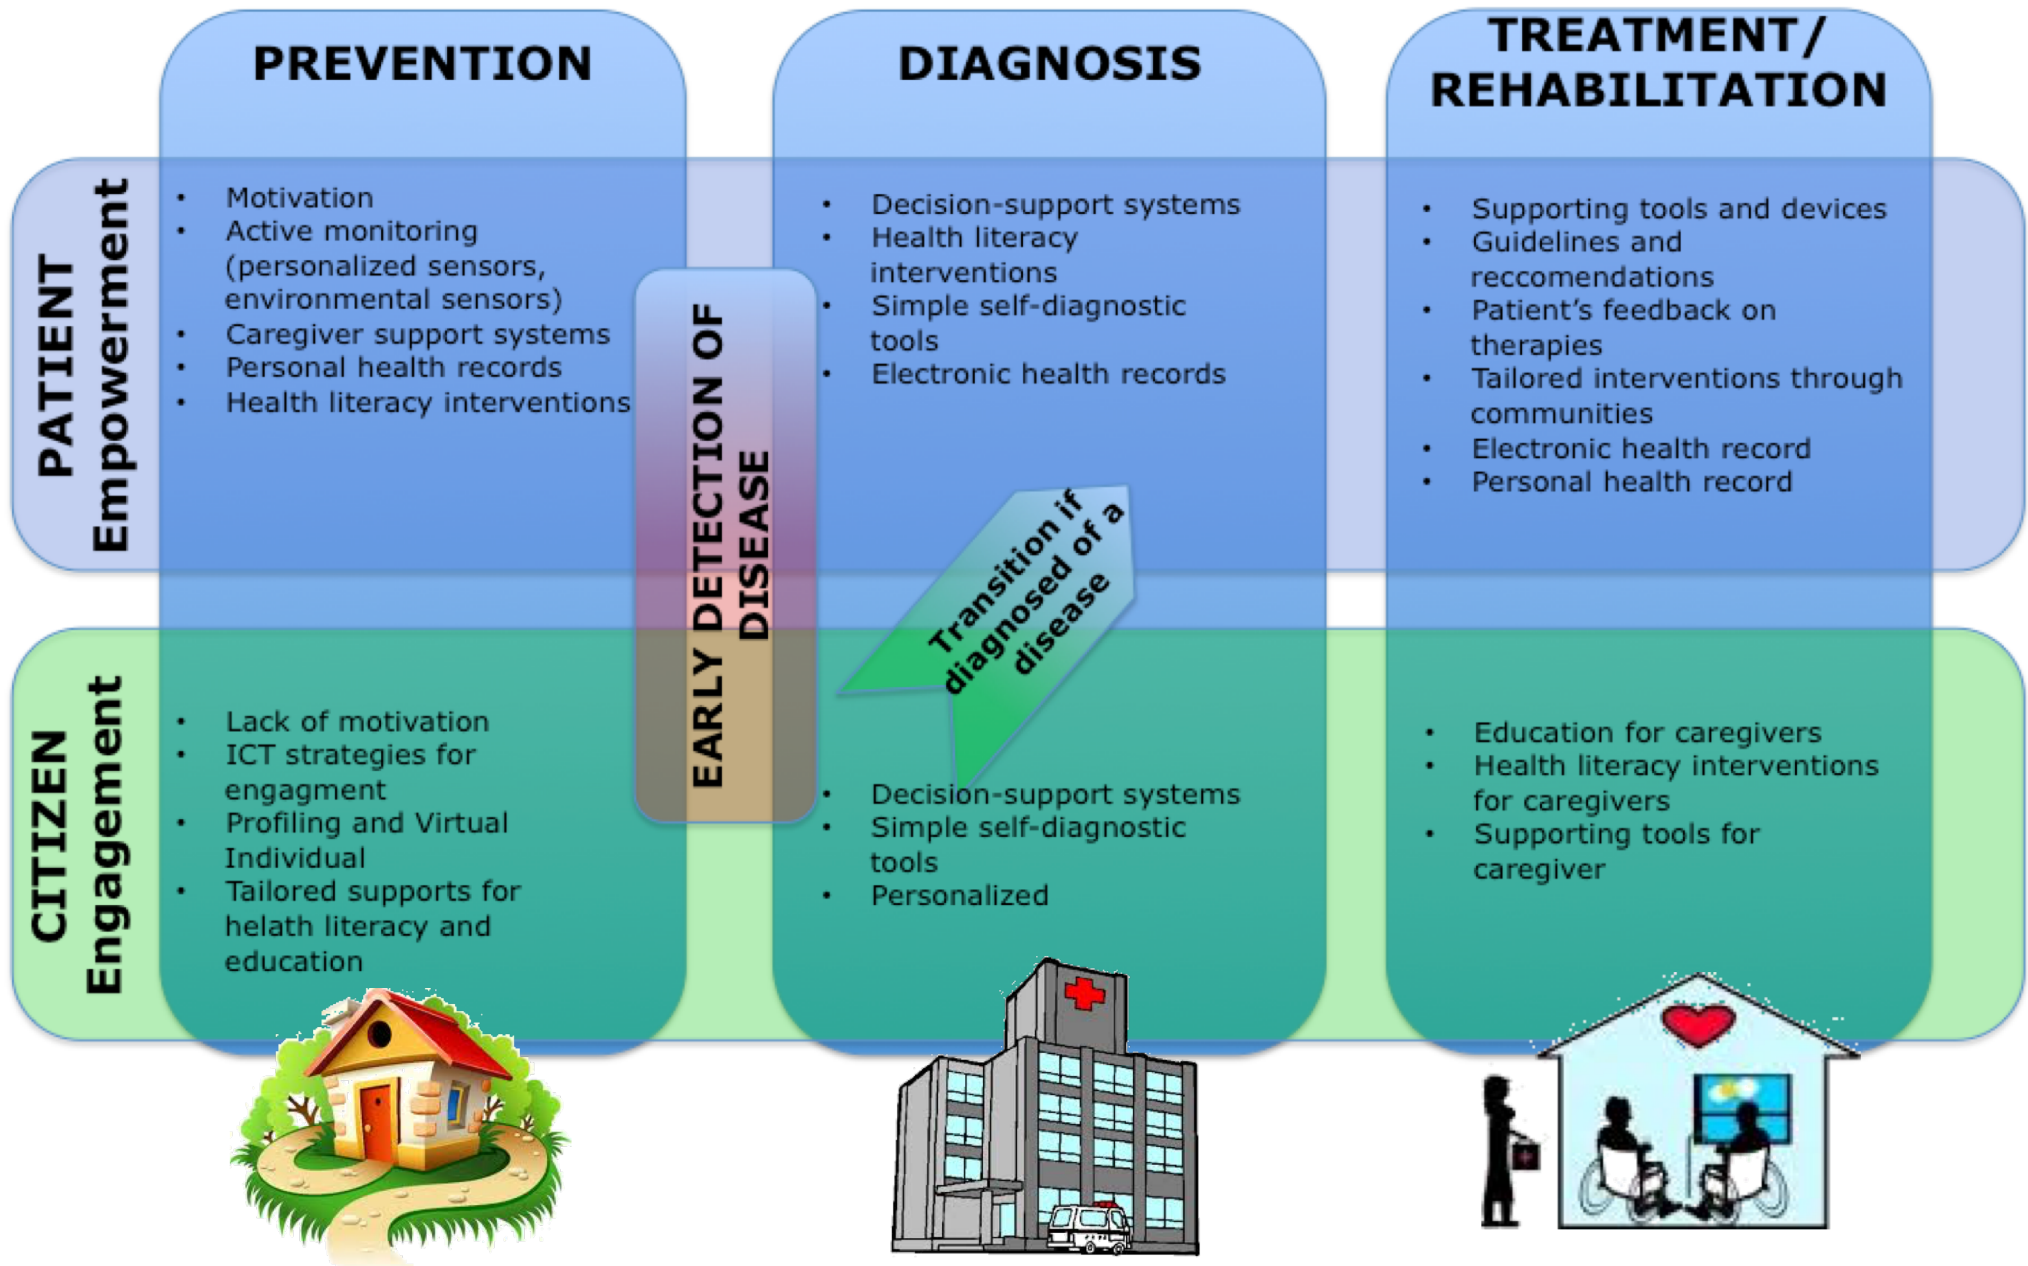 PREVENTION
DIAGNOSIS
TREATMENT/
REHABILITATION
PATIENT
Empowerment
• Motivation
• Active monitoring
(personalized sensors,
environmental sensors)
• Caregiver support systems
• Personal health records
• Health literacy interventions
EARLY DETECTION OF
DISEASE
• Decision-support systems
• Health literacy
interventions
• Simple self-diagnostic
tools
• Electronic health records
Transition if
diagnosed of a
disease
• Supporting tools and devices
• Guidelines and
reccomendations
• Patient’s feedback on
therapies
• Tailored interventions through
communities
• Electronic health record
• Personal health record
CITIZEN
Engagement
• Lack of motivation
• ICT strategies for
engagment
• Profiling and Virtual
Individual
• Tailored supports for
helath literacy and
education
• Decision-support systems
• Simple self-diagnostic
tools
• Personalized
• Education for caregivers
• Health literacy interventions
for caregivers
• Supporting tools for
caregiver